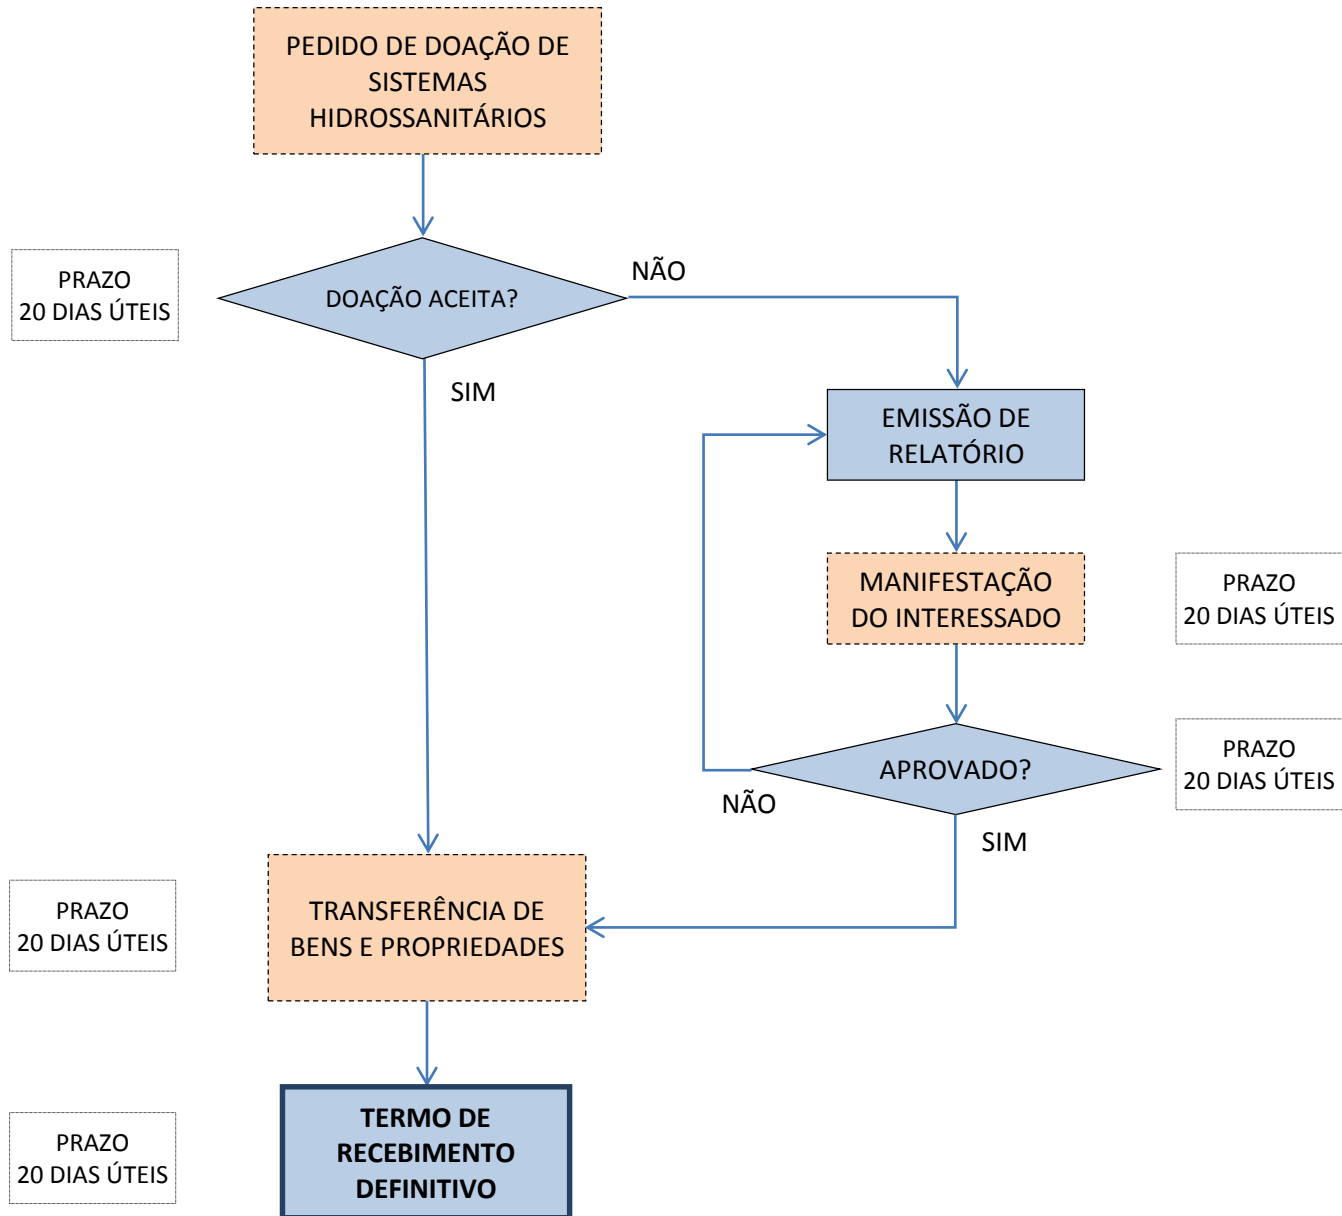 PEDIDO DE DOAÇÃO DE
SISTEMAS
HIDROSSANITÁRIOS
PRAZO
20 DIAS ÚTEIS
DOAÇÃO ACEITA?
NÃO
SIM
EMISSÃO DE
RELATÓRIO
MANIFESTAÇÃO
DO INTERESSADO
PRAZO
20 DIAS ÚTEIS
APROVADO?
PRAZO
20 DIAS ÚTEIS
NÃO
SIM
PRAZO
20 DIAS ÚTEIS
TRANSFERÊNCIA DE
BENS E PROPRIEDADES
PRAZO
20 DIAS ÚTEIS
TERMO DE
RECEBIMENTO
DEFINITIVO